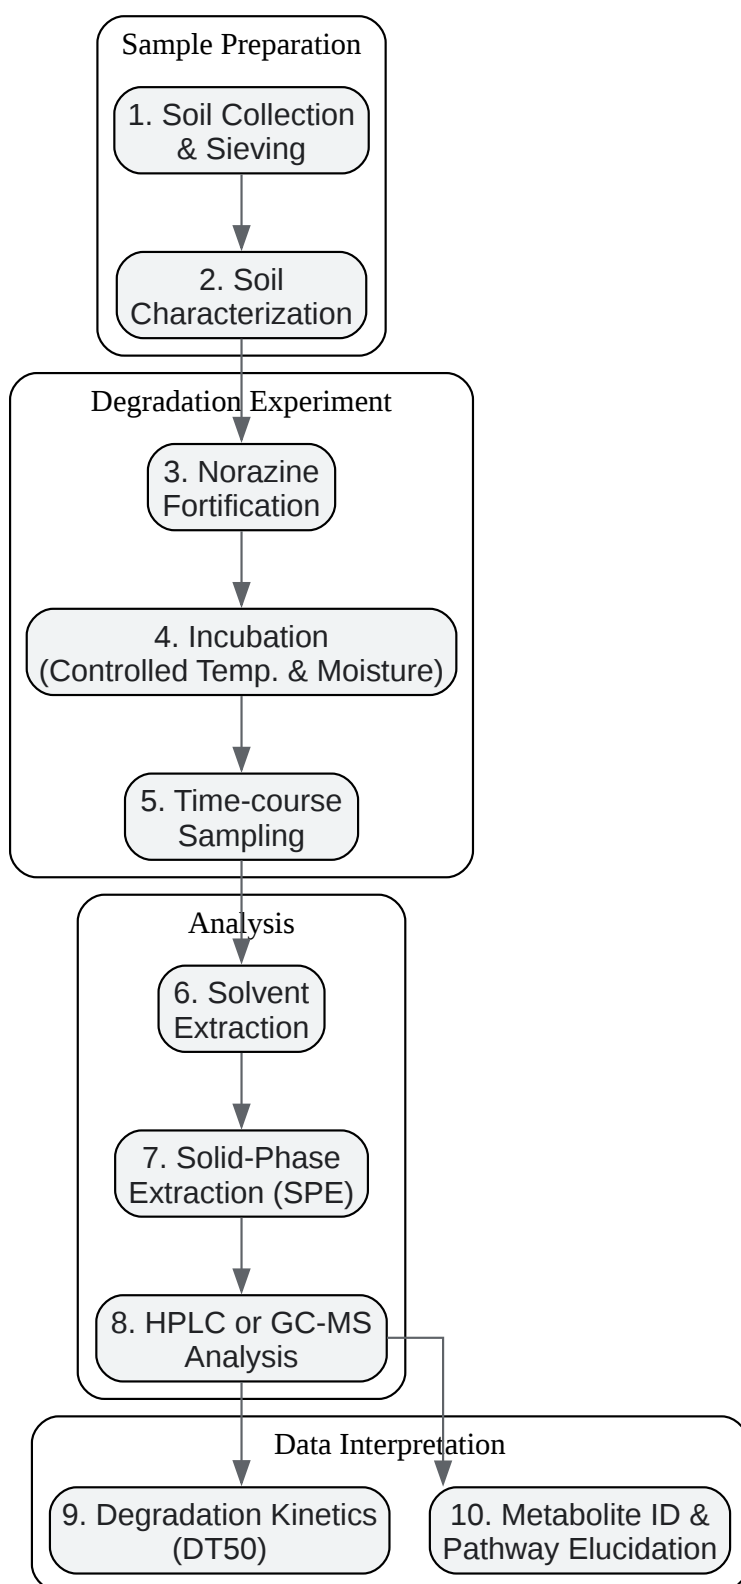 Sample Preparation
1. Soil Collection
& Sieving
2. Soil
Characterization
Degradation Experiment
3. Norazine
Fortification
4. Incubation
(Controlled Temp. & Moisture)
5. Time-course
Sampling
Analysis
6. Solvent
Extraction
7. Solid-Phase
Extraction (SPE)
8. HPLC or GC-MS
Analysis
Data Interpretation
9. Degradation Kinetics
(DT50)
10. Metabolite ID &
Pathway Elucidation